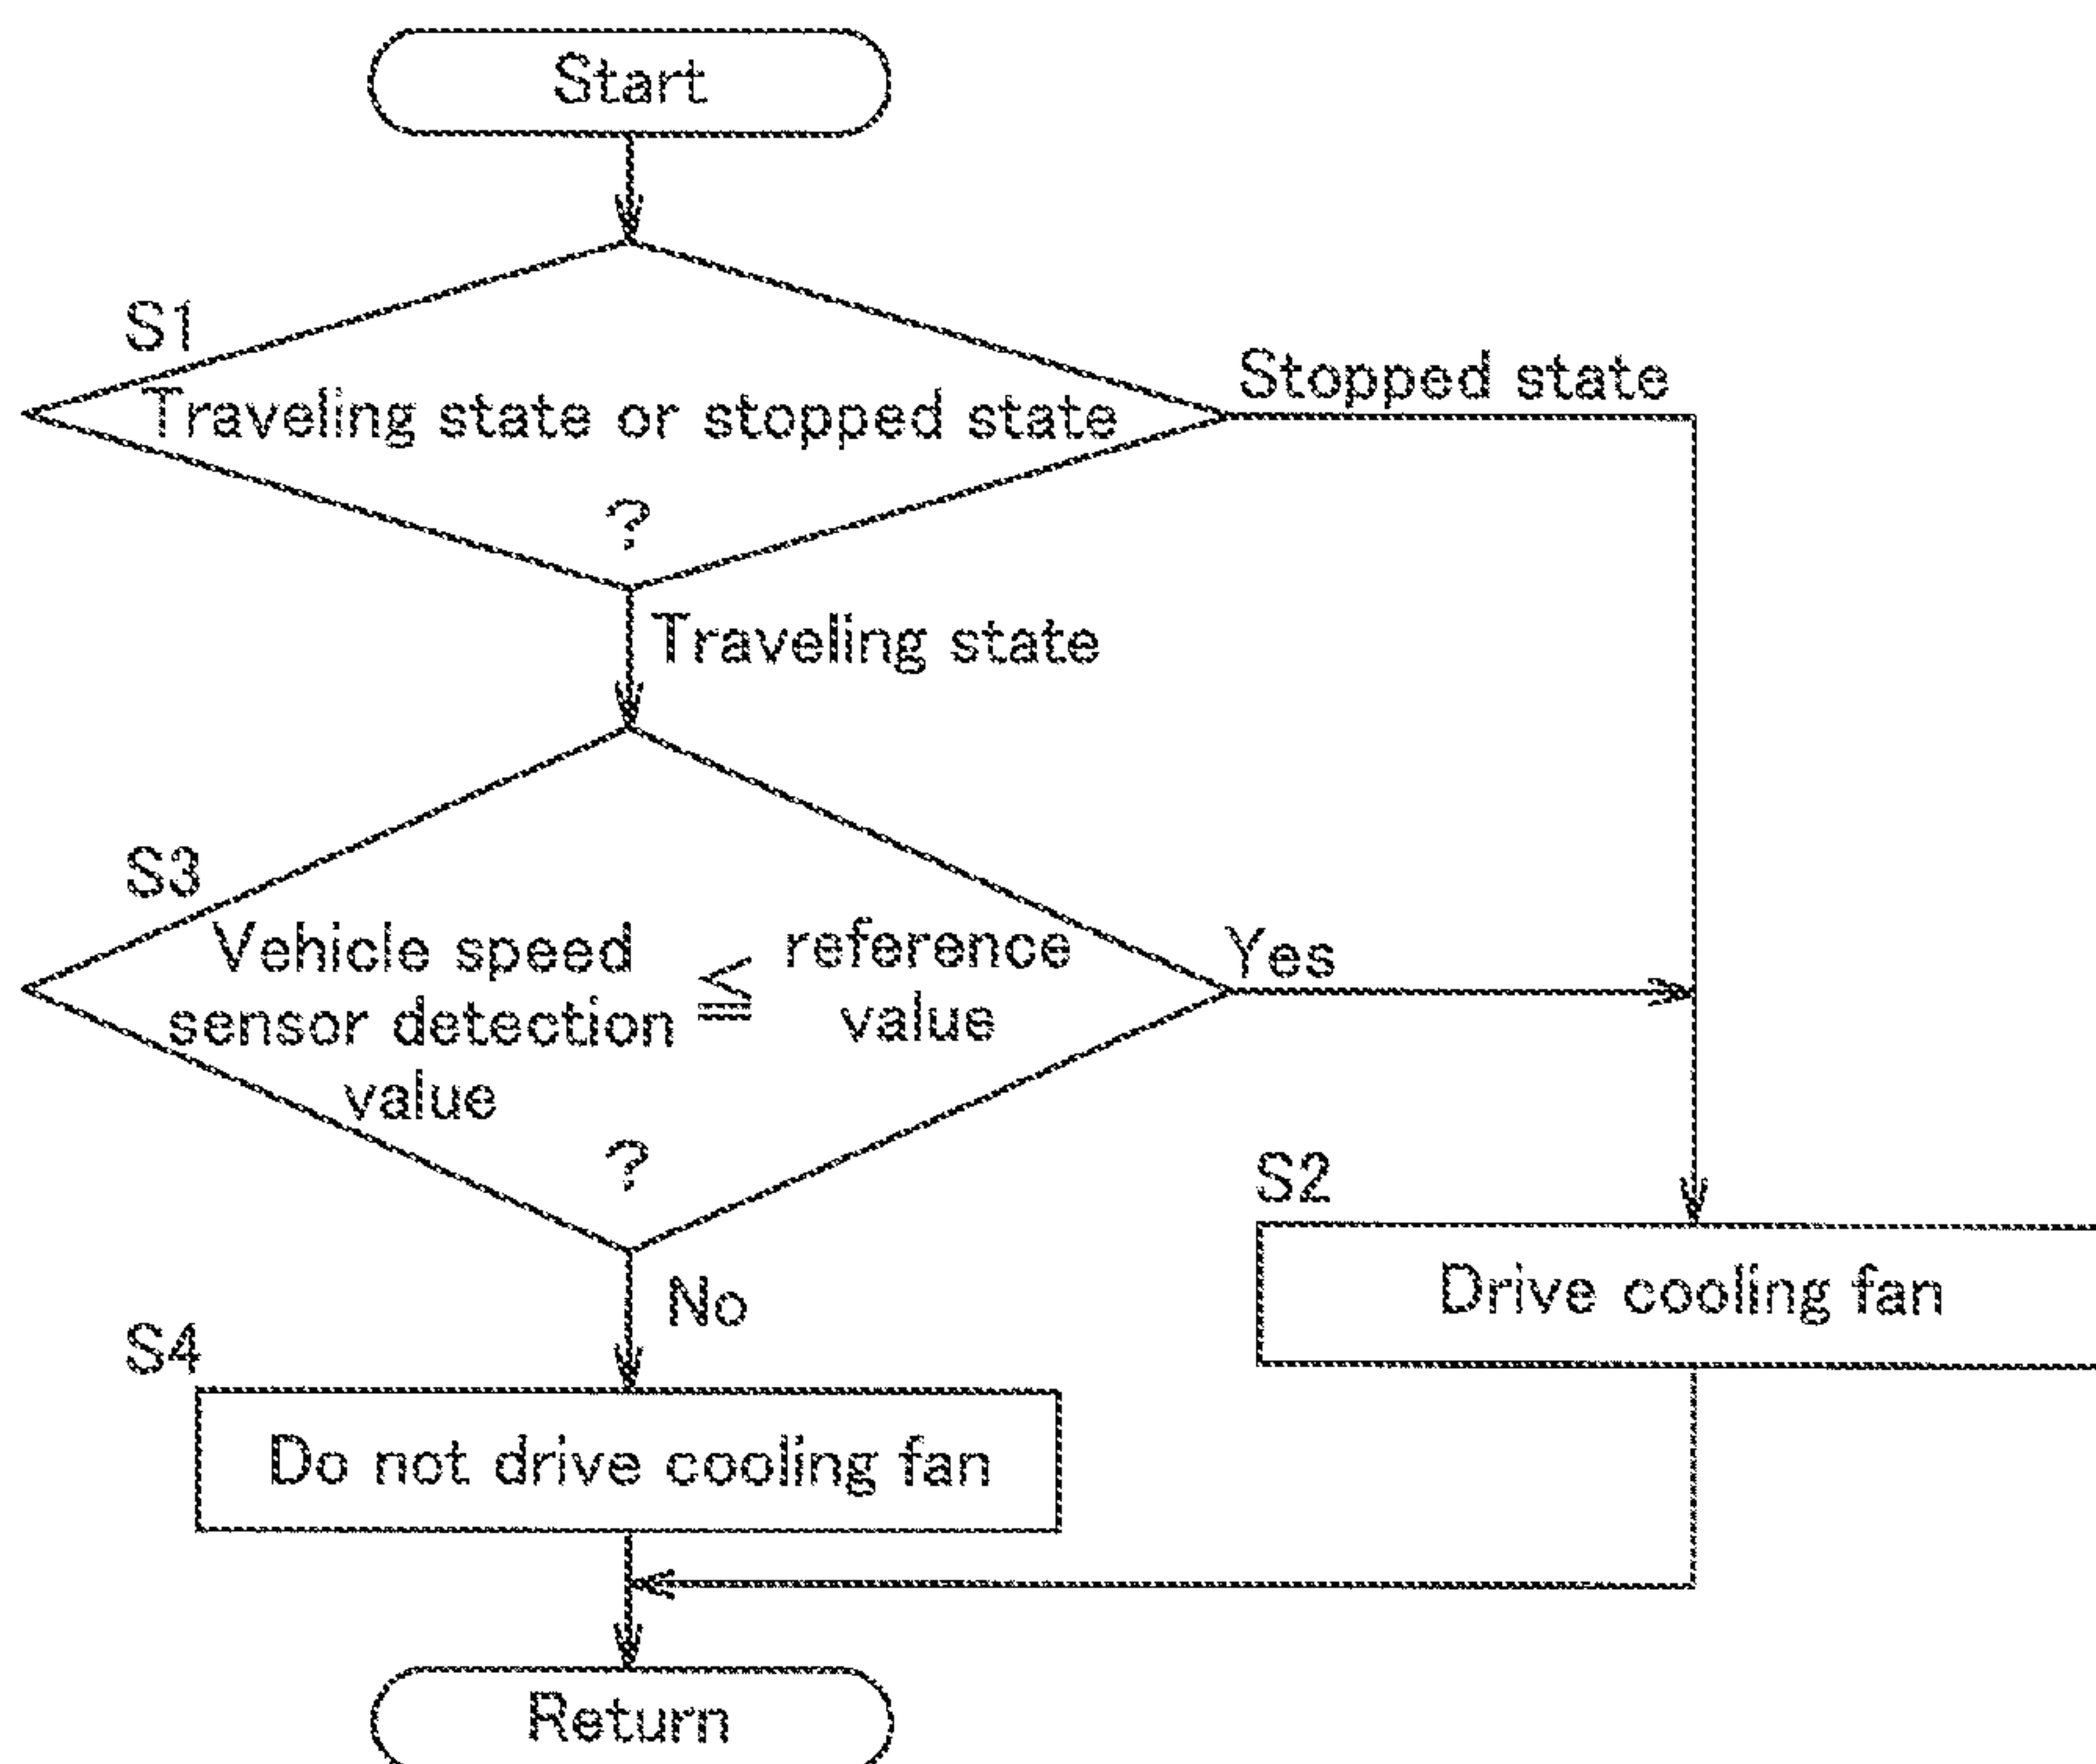 Start
S1
Traveling state or stopped state
?
Stopped state
Traveling state
S3
Vehicle speed
sensor detection
value
≦
reference
value
?
Yes
No
S2
Drive cooling fan
S4
Do not drive cooling fan
Return